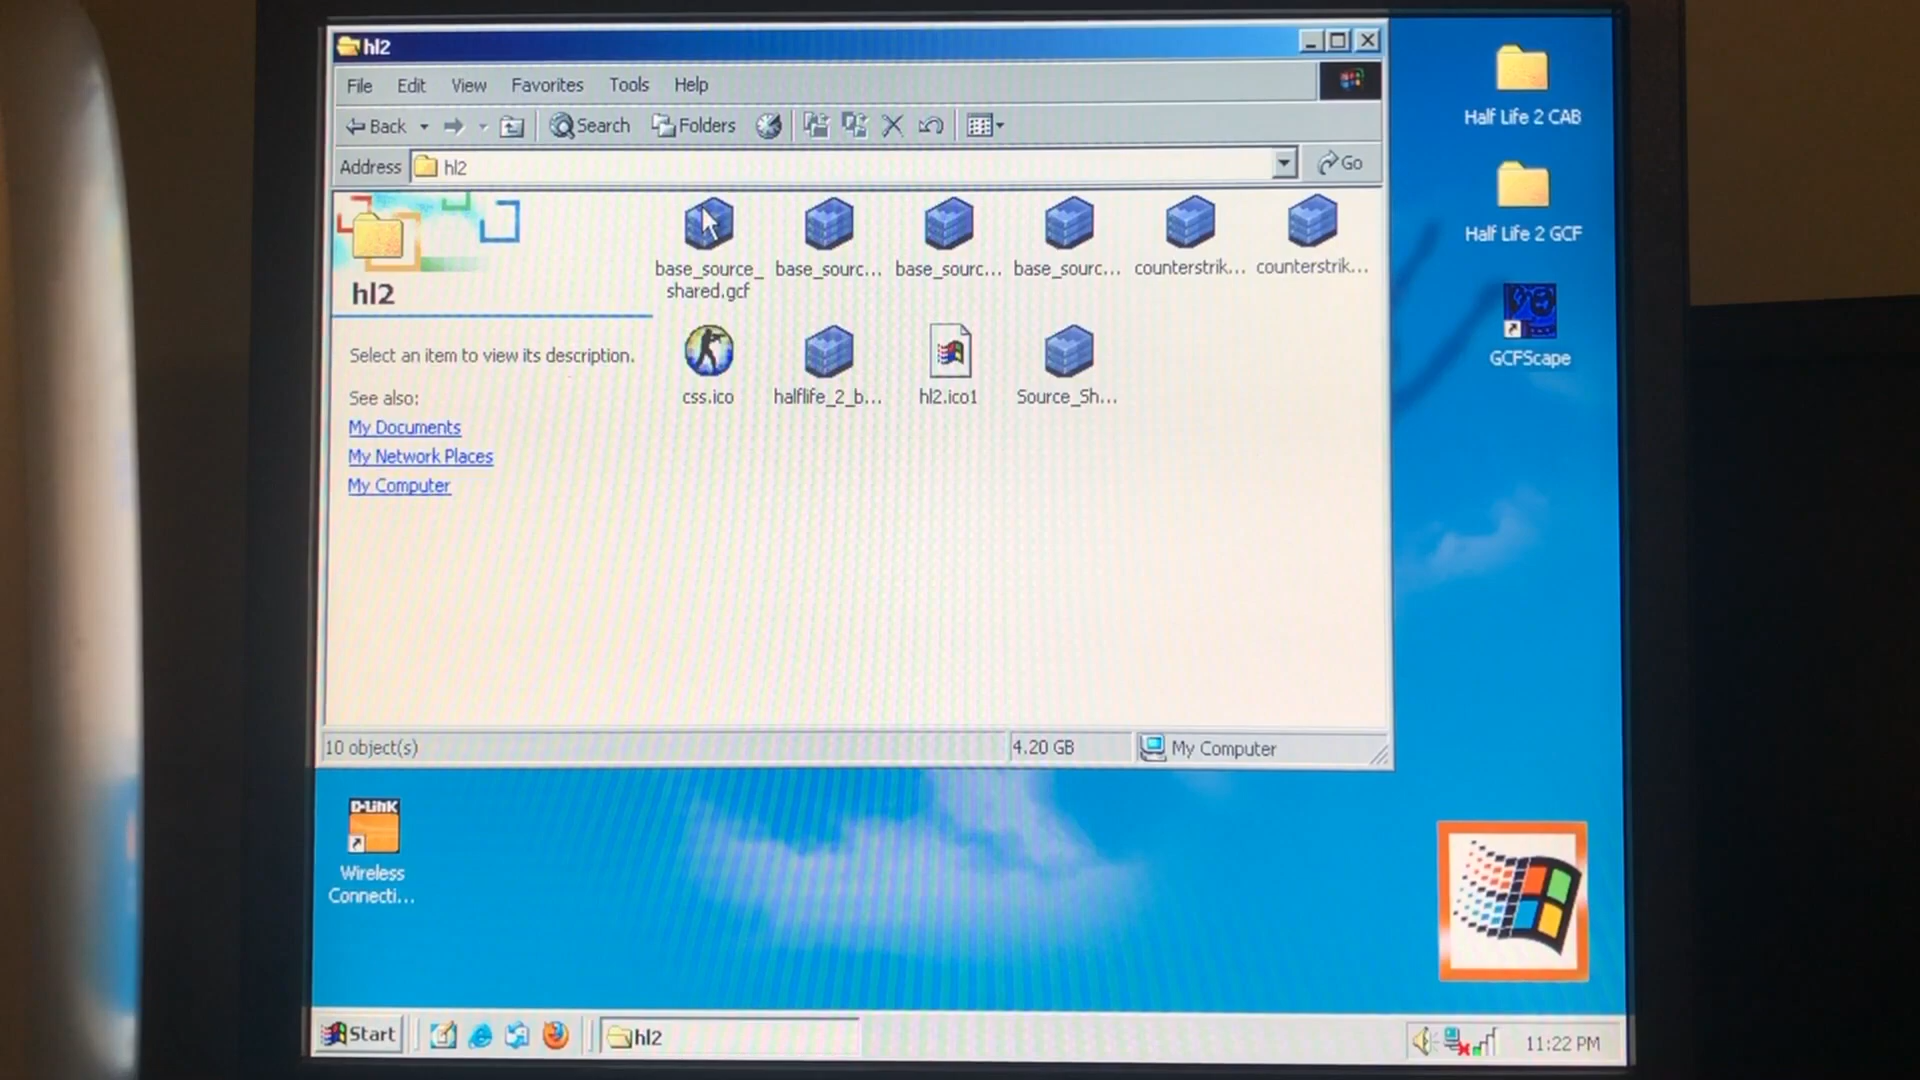 hl2
File Edit View Favorites Tools Help
Back Search Folders
Address hl2 Go
hl2
Select an item to view its description.
See also:
My Documents
My Network Places
My Computer
base_source_
shared.gcf
base_sourc...
base_sourc...
base_sourc...
counterstrik...
counterstrik...
css.ico
halflife_2_b...
hl2.ico1
Source_Sh...
10 object(s) 4.20 GB My Computer
Half Life 2 CAB
Half Life 2 GCF
GCFScape
D-Link
Wireless
Connecti...
Start hl2 11:22 PM